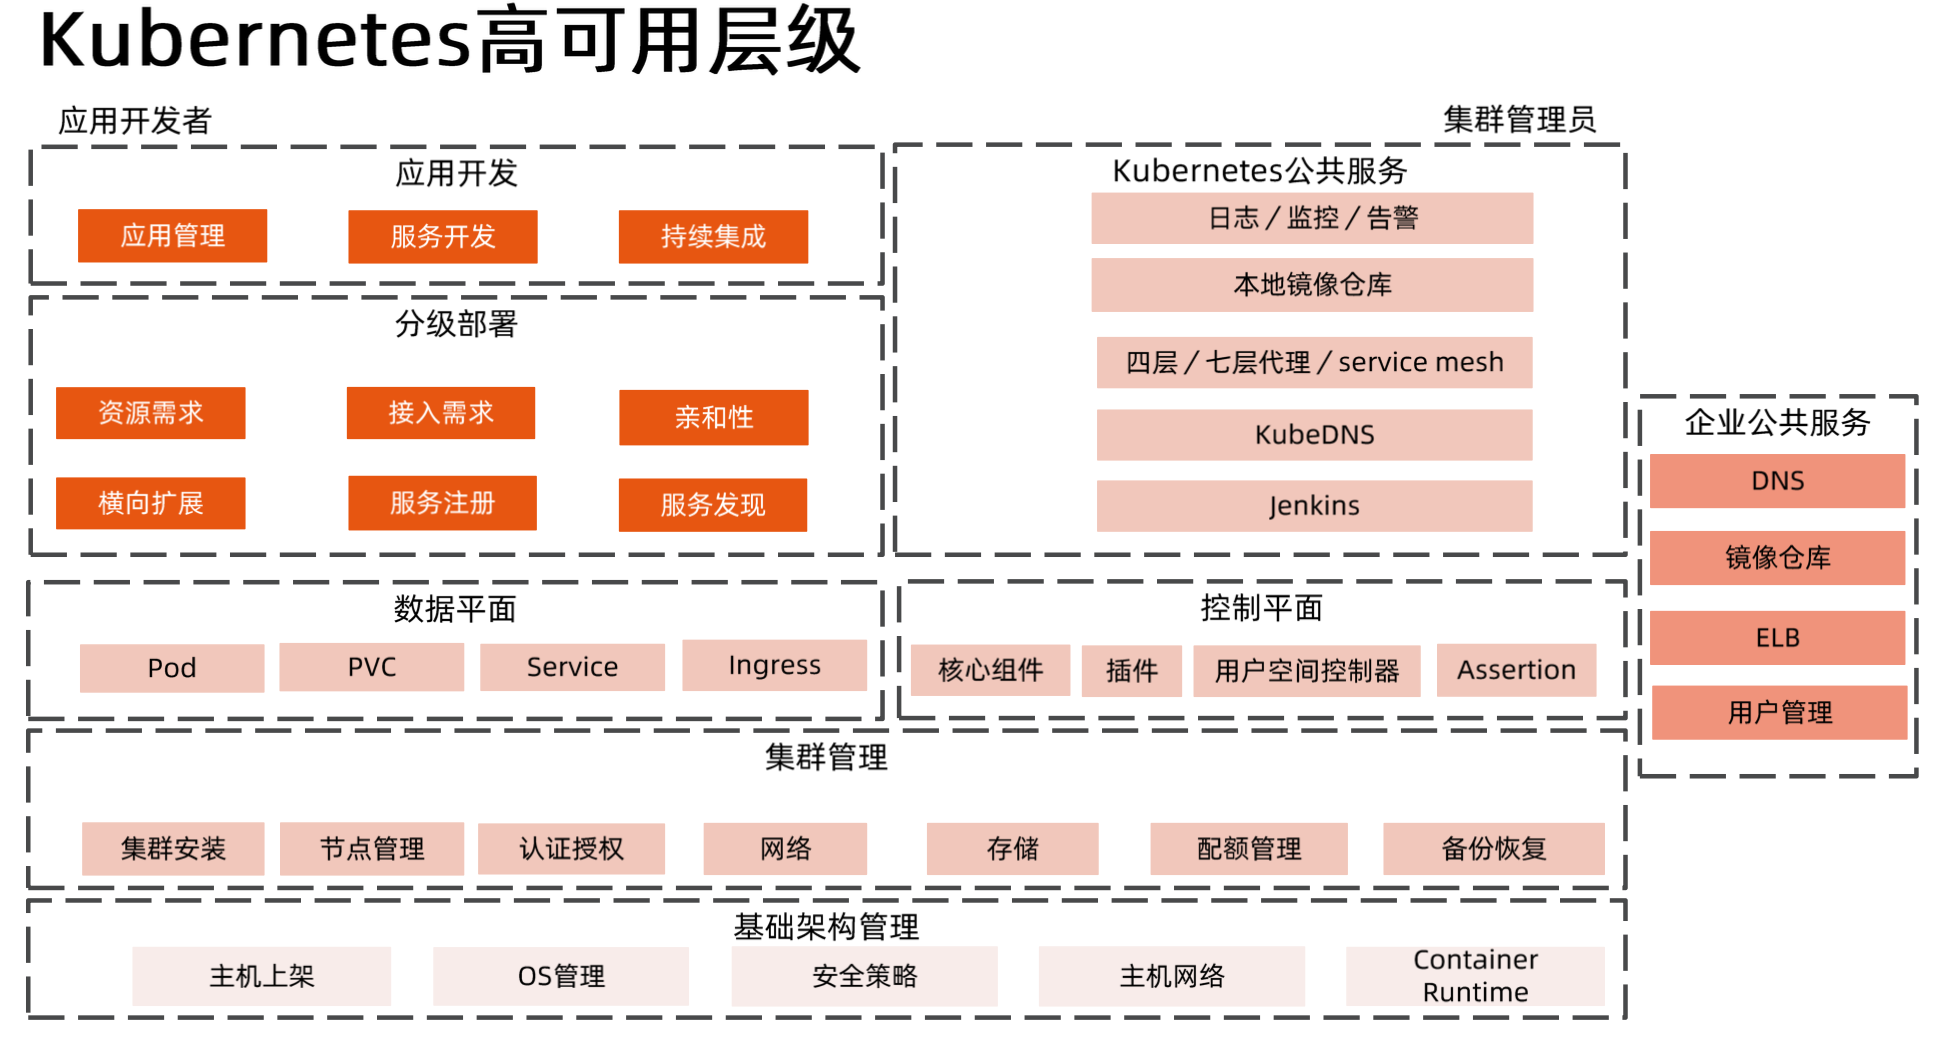 Kubernetes高可用层级
应用开发者
集群管理员
应用开发
应用管理
服务开发
持续集成
分级部署
资源需求
接入需求
亲和性
横向扩展
服务注册
服务发现
Kubernetes公共服务
日志 / 监控 / 告警
本地镜像仓库
四层 / 七层代理 / service mesh
KubeDNS
Jenkins
企业公共服务
DNS
镜像仓库
ELB
用户管理
数据平面
Pod
PVC
Service
Ingress
控制平面
核心组件
插件
用户空间控制器
Assertion
集群管理
集群安装
节点管理
认证授权
网络
存储
配额管理
备份恢复
基础架构管理
主机上架
OS管理
安全策略
主机网络
Container
Runtime